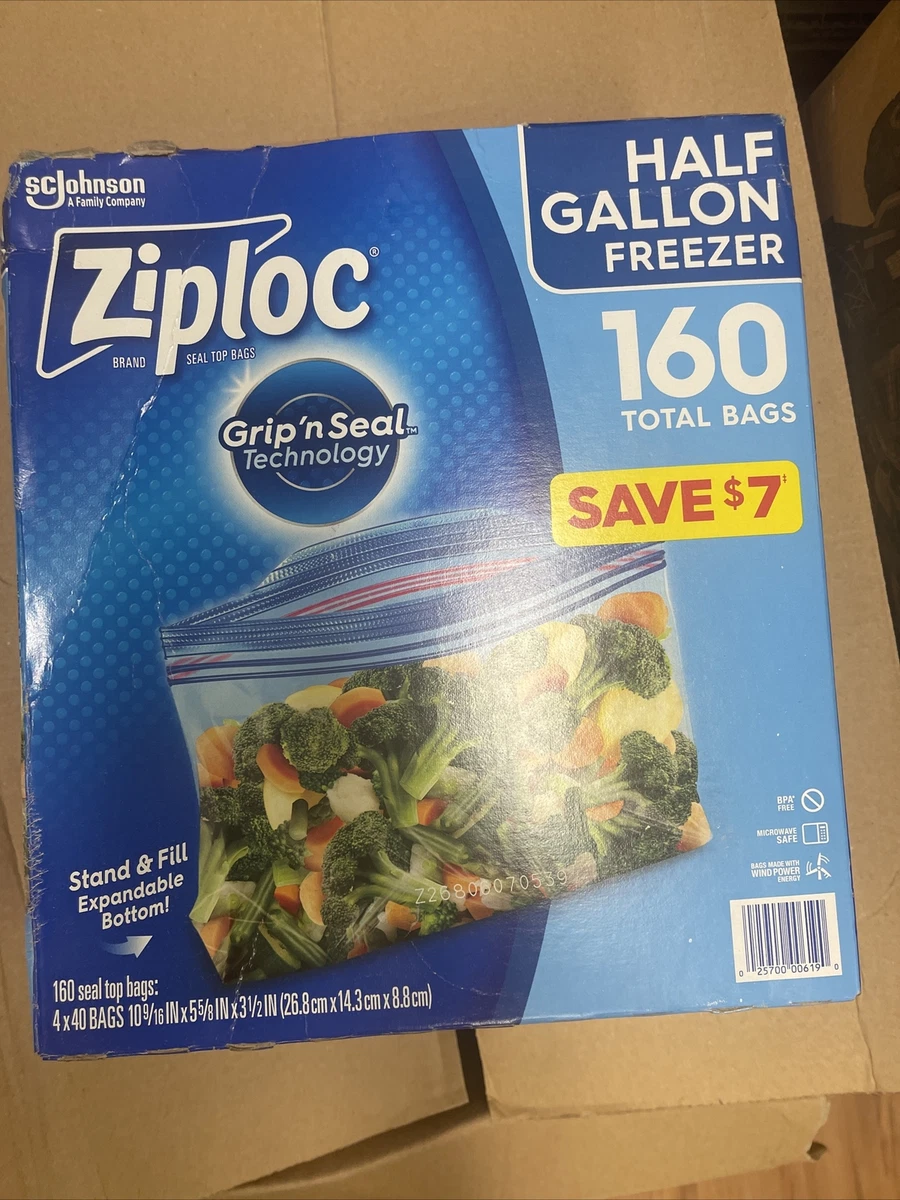 scJohnson
A Family Company
Ziploc®
BRAND
SEAL TOP BAGS
Grip'n Seal™
Technology
HALF
GALLON
FREEZER
160
TOTAL BAGS
SAVE $7‡
BPA*
FREE
MICROWAVE
SAFE
BAGS MADE WITH
WIND POWER
ENERGY
Stand & Fill
Expandable
Bottom!
160 seal top bags:
4 x 40 BAGS 10 9/16 IN x 5 5/8 IN x 3 1/2 IN (26.8 cm x 14.3 cm x 8.8 cm)
0 25700 00619 0